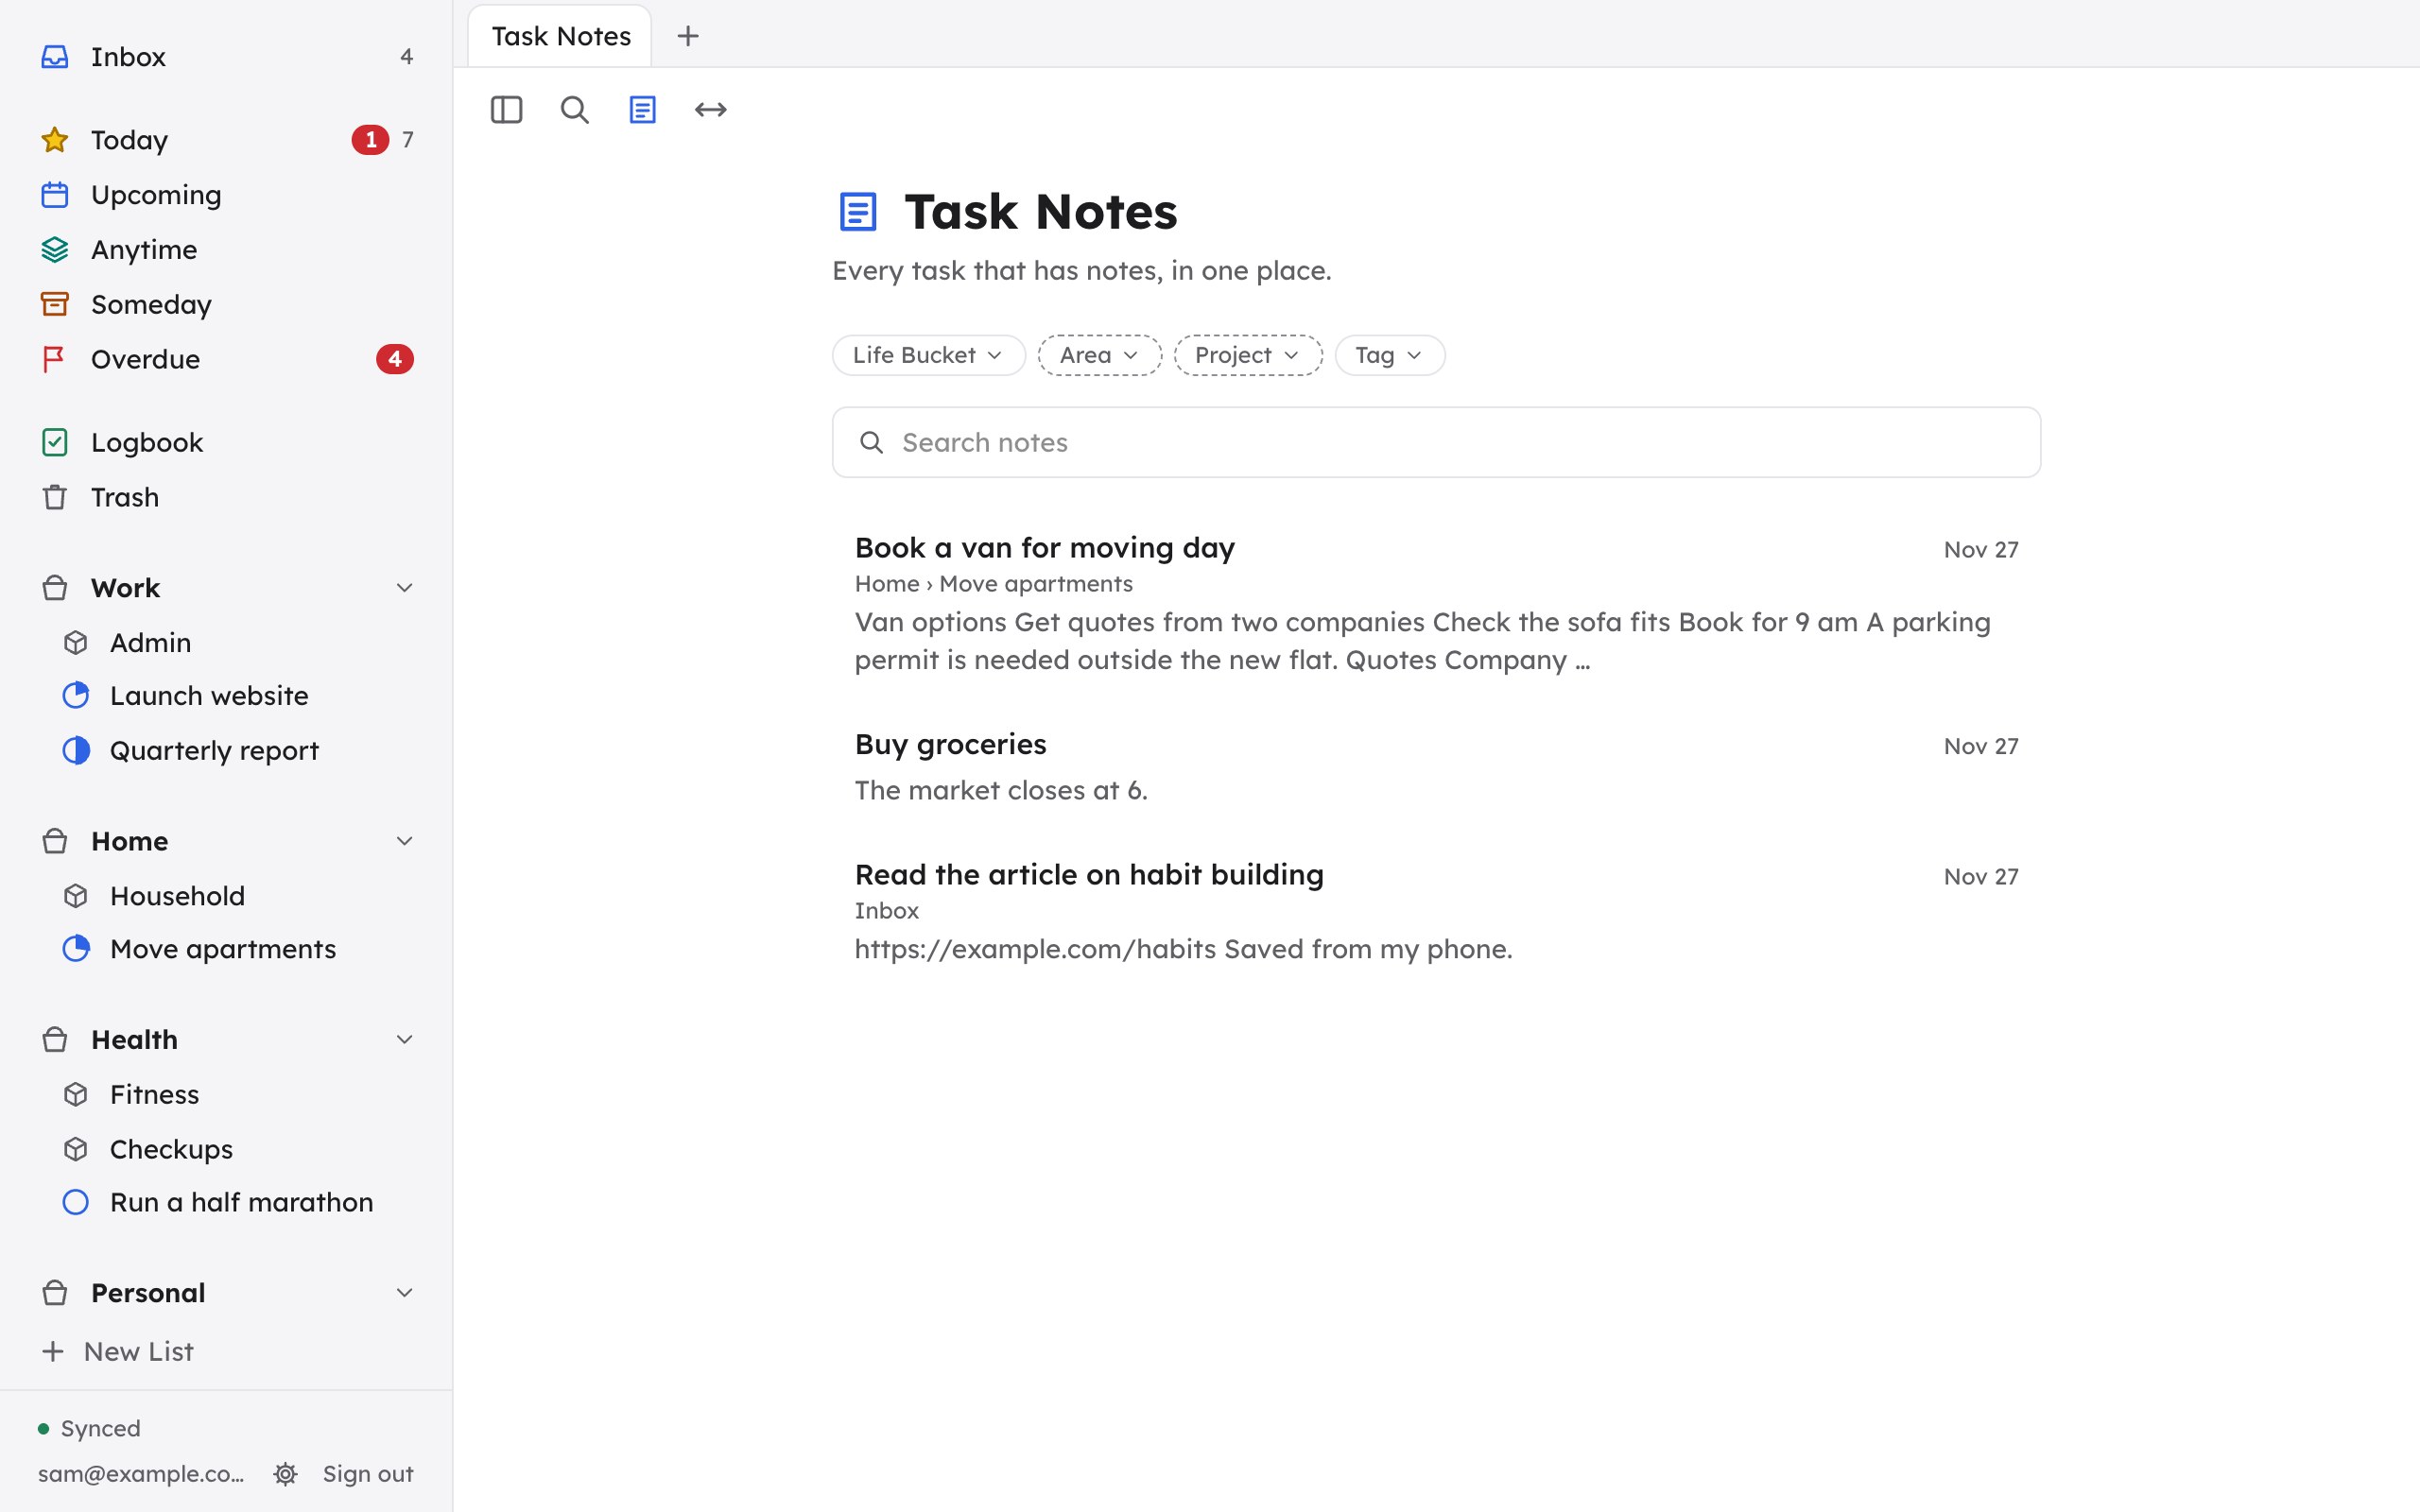 Inbox 4
Today 1 7
Upcoming
Anytime
Someday
Overdue 4
Logbook
Trash
Work
Admin
Launch website
Quarterly report
Home
Household
Move apartments
Health
Fitness
Checkups
Run a half marathon
Personal
New List
Synced
sam@example.co… Sign out
Task Notes
Task Notes
Every task that has notes, in one place.
Life Bucket Area Project Tag
Search notes
Book a van for moving day Nov 27
Home › Move apartments
Van options Get quotes from two companies Check the sofa fits Book for 9 am A parking
permit is needed outside the new flat. Quotes Company …
Buy groceries Nov 27
The market closes at 6.
Read the article on habit building Nov 27
Inbox
https://example.com/habits Saved from my phone.